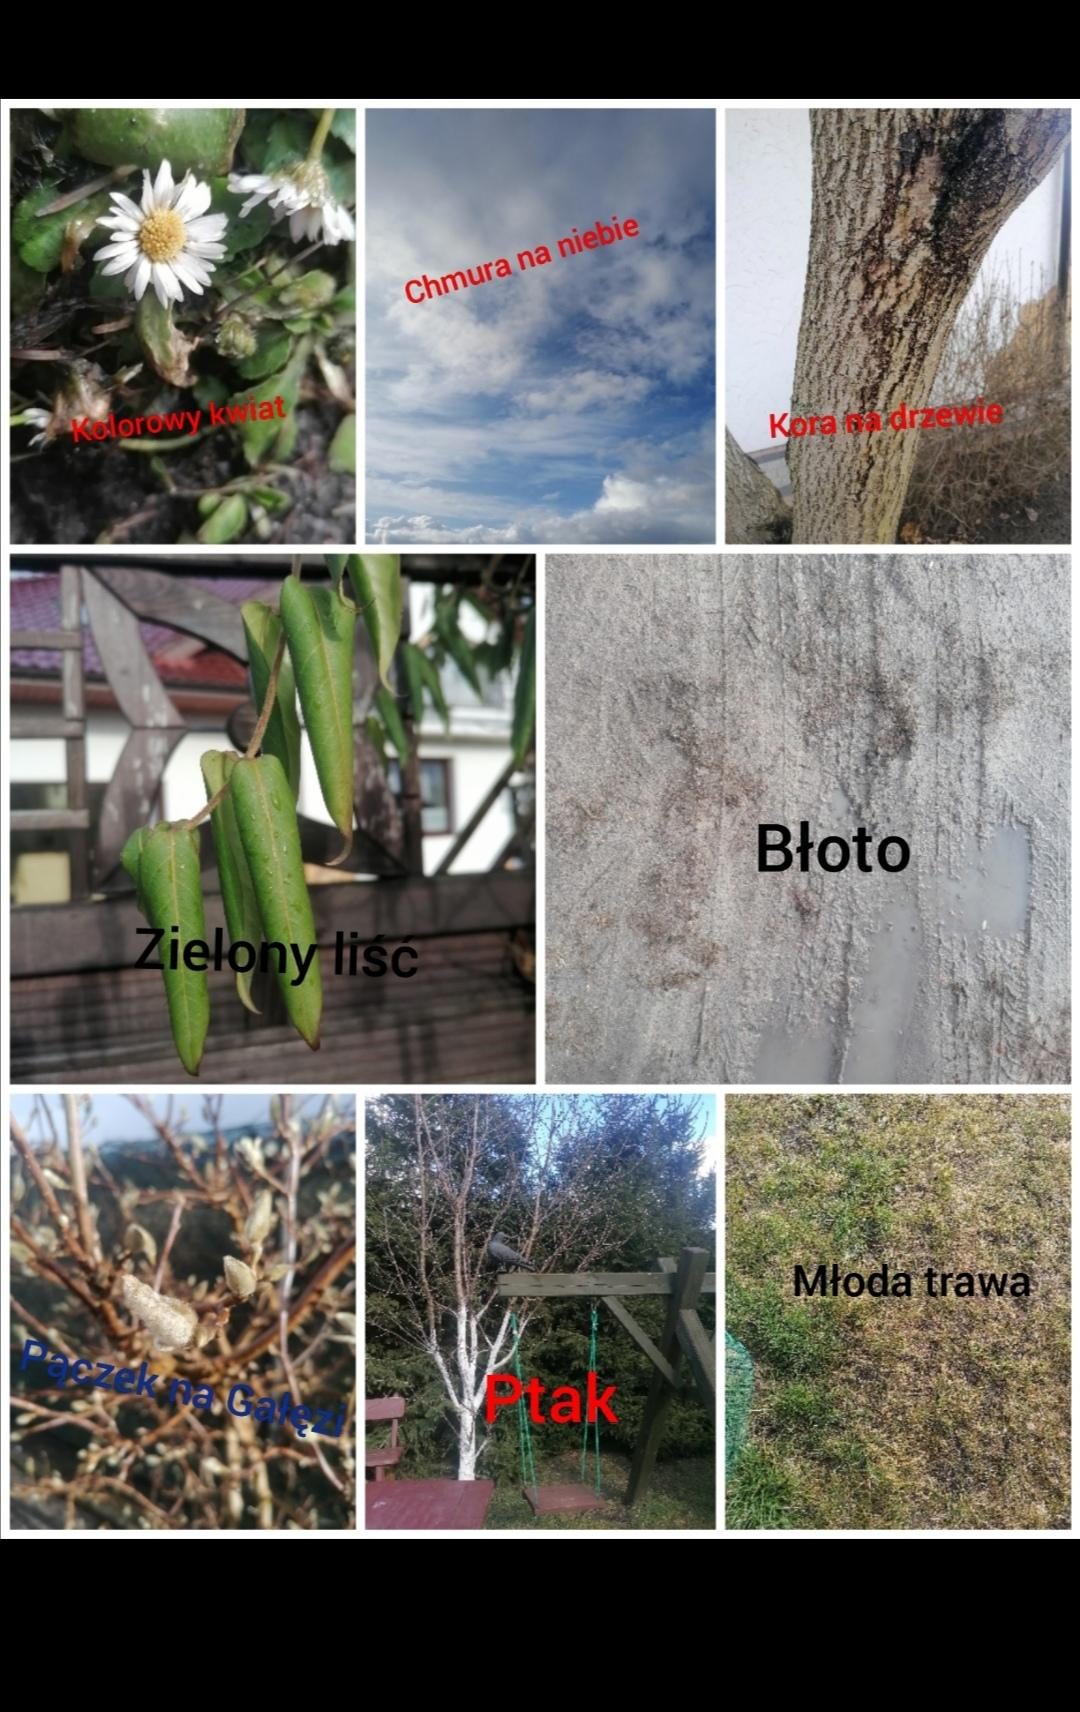 Kolorowy kwiat
Chmura na niebie
Kora na drzewie
Zielony liść
Błoto
Pączek na Gałęzi
Ptak
Młoda trawa